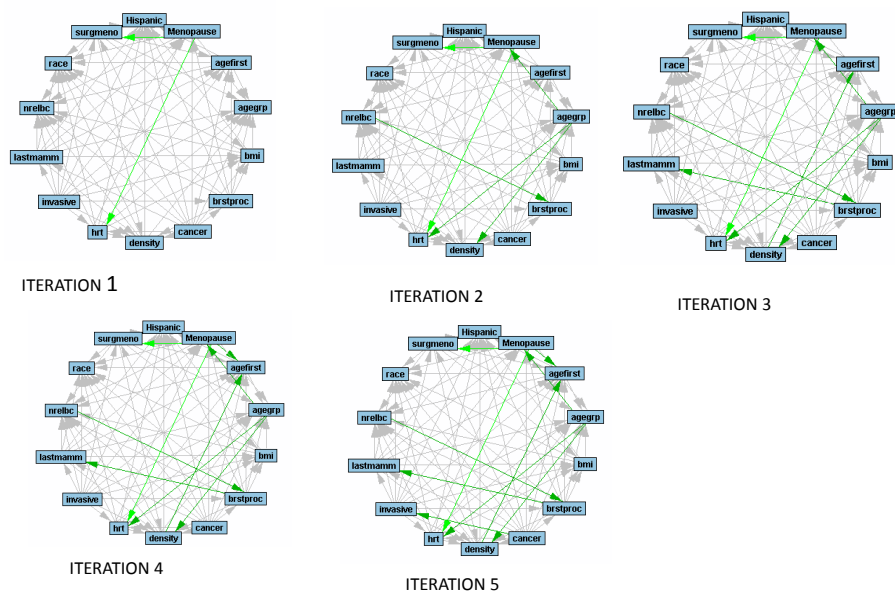 Hispanic
surgmeno
Menopause
race
agefirst
nrelbc
agegrp
lastmamm
bmi
invasive
brstproc
hrt
cancer
density
ITERATION 1
Hispanic
surgmeno
Menopause
race
agefirst
nrelbc
agegrp
lastmamm
bmi
invasive
brstproc
hrt
cancer
density
ITERATION 2
Hispanic
surgmeno
Menopause
race
agefirst
nrelbc
agegrp
lastmamm
bmi
invasive
brstproc
hrt
cancer
density
ITERATION 3
Hispanic
surgmeno
Menopause
race
agefirst
nrelbc
agegrp
lastmamm
bmi
invasive
brstproc
hrt
cancer
density
ITERATION 4
Hispanic
surgmeno
Menopause
race
agefirst
nrelbc
agegrp
lastmamm
bmi
invasive
brstproc
hrt
cancer
density
ITERATION 5